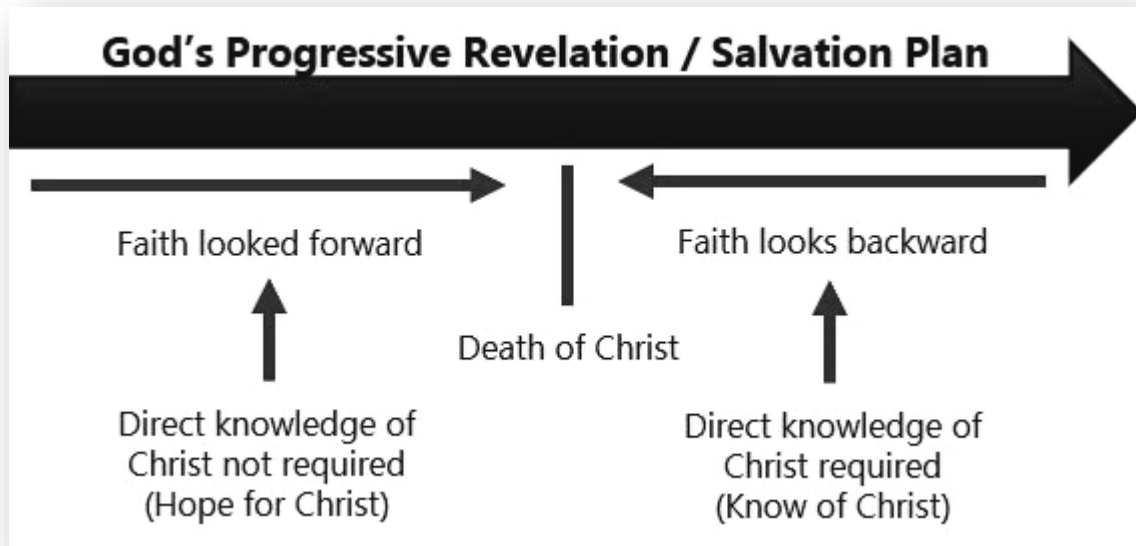 God's Progressive Revelation / Salvation Plan
Faith looked forward
Faith looks backward
Death of Christ
Direct knowledge of
Christ not required
(Hope for Christ)
Direct knowledge of
Christ required
(Know of Christ)